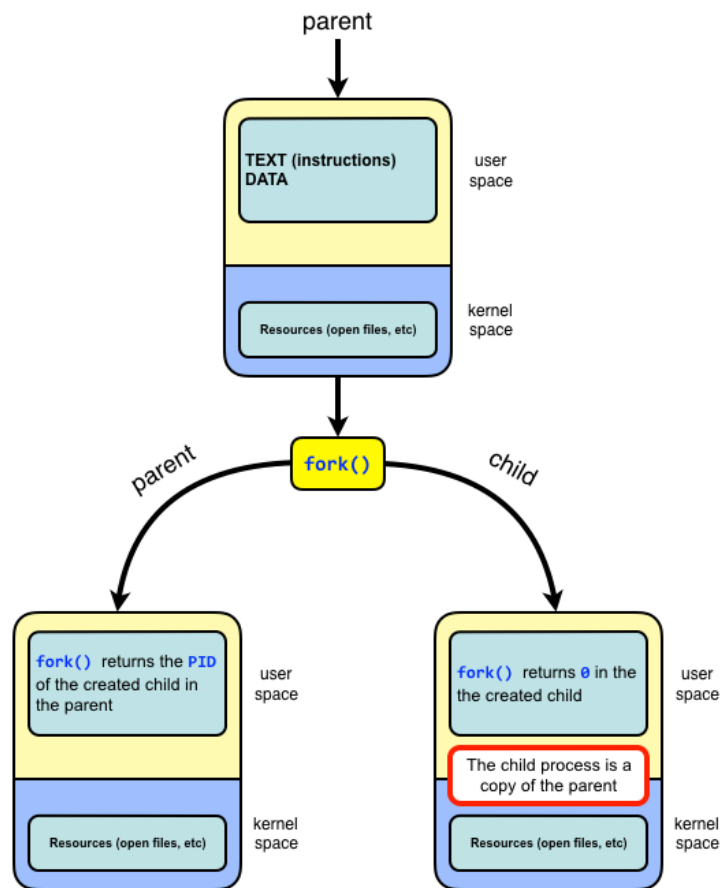 parent
TEXT (instructions)
DATA
user
space
kernel
space
Resources (open files, etc)
fork()
parent
child
fork() returns the PID
of the created child in
the parent
user
space
fork() returns 0 in the
the created child
user
space
The child process is a
copy of the parent
Resources (open files, etc)
kernel
space
Resources (open files, etc)
kernel
space